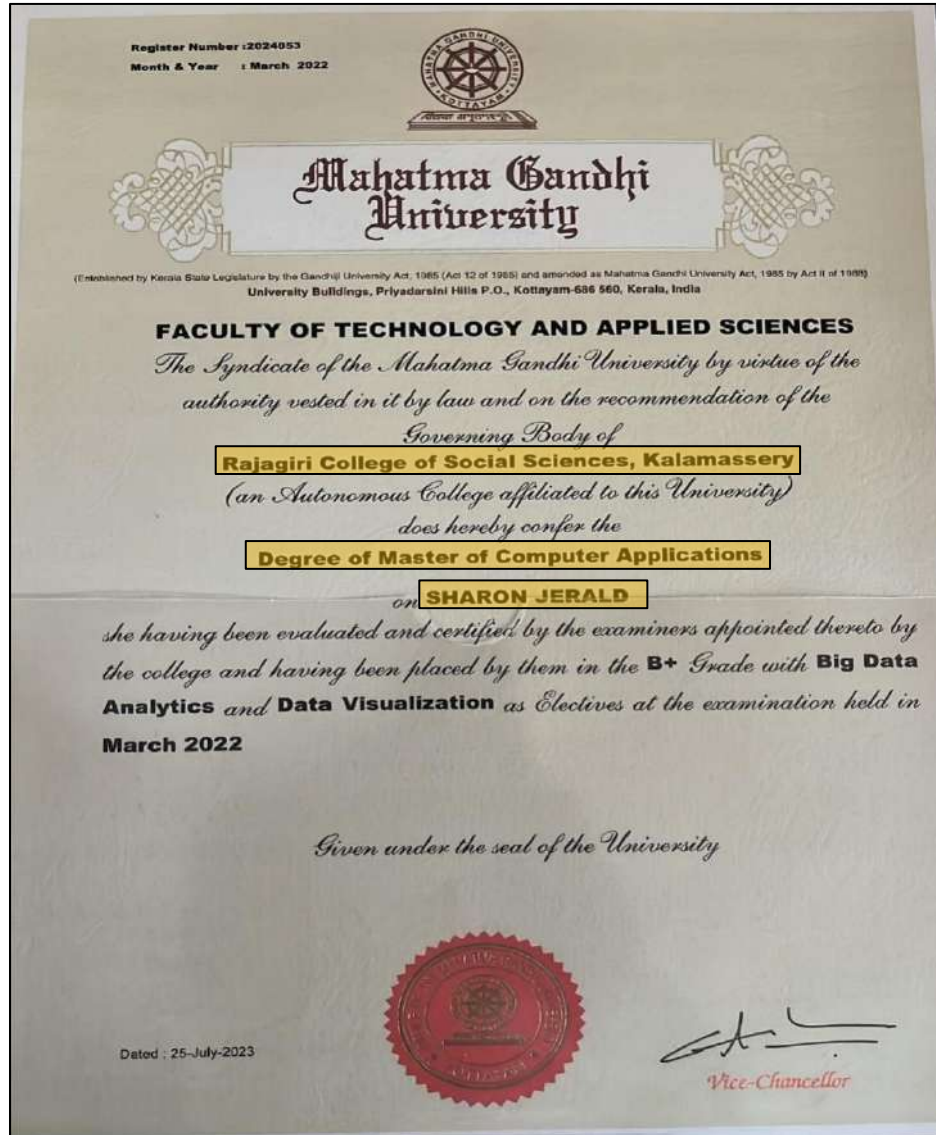 Register Number :2024053
Month & Year : March 2022
MAHATMA GANDHI UNIVERSITY
KOTTAYAM
Mahatma Gandhi
University
(Established by Kerala State Legislature by the Gandhiji University Act, 1985 (Act 12 of 1985) and amended as Mahatma Gandhi University Act, 1985 by Act II of 1988)
University Buildings, Priyadarsini Hills P.O., Kottayam-686 560, Kerala, India
FACULTY OF TECHNOLOGY AND APPLIED SCIENCES
The Syndicate of the Mahatma Gandhi University by virtue of the
authority vested in it by law and on the recommendation of the
Governing Body of
Rajagiri College of Social Sciences, Kalamassery
(an Autonomous College affiliated to this University)
does hereby confer the
Degree of Master of Computer Applications
on SHARON JERALD
she having been evaluated and certified by the examiners appointed thereto by
the college and having been placed by them in the B+ Grade with Big Data
Analytics and Data Visualization as Electives at the examination held in
March 2022
Given under the seal of the University
Dated : 25-July-2023
Vice-Chancellor